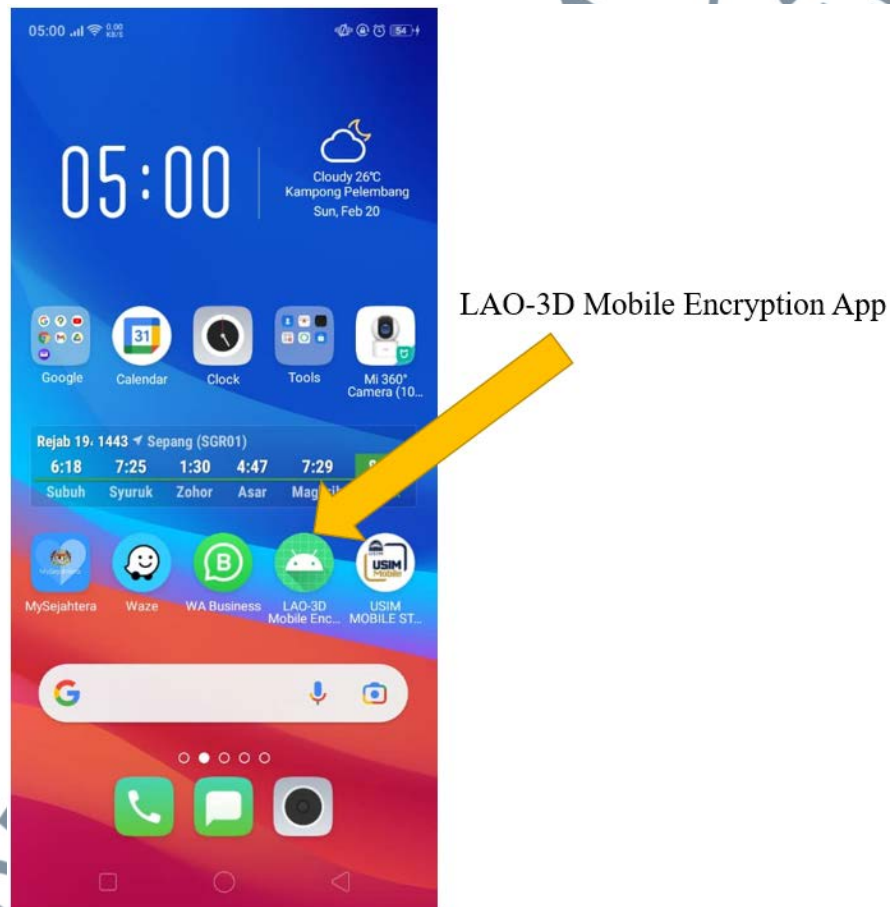 05:00 0.00 KB/S 54
05:00
Cloudy 26°C
Kampong Pelembang
Sun, Feb 20
LAO-3D Mobile Encryption App
31
Google Calendar Clock Tools Mi 360°
Camera (10...
Rejab 19, 1443 Sepang (SGR01)
6:18 7:25 1:30 4:47 7:29
Subuh Syuruk Zohor Asar
B USIM
Mobile
MySejahtera Waze WA Business LAO-3D
Mobile Enc... USIM
MOBILE ST...
G